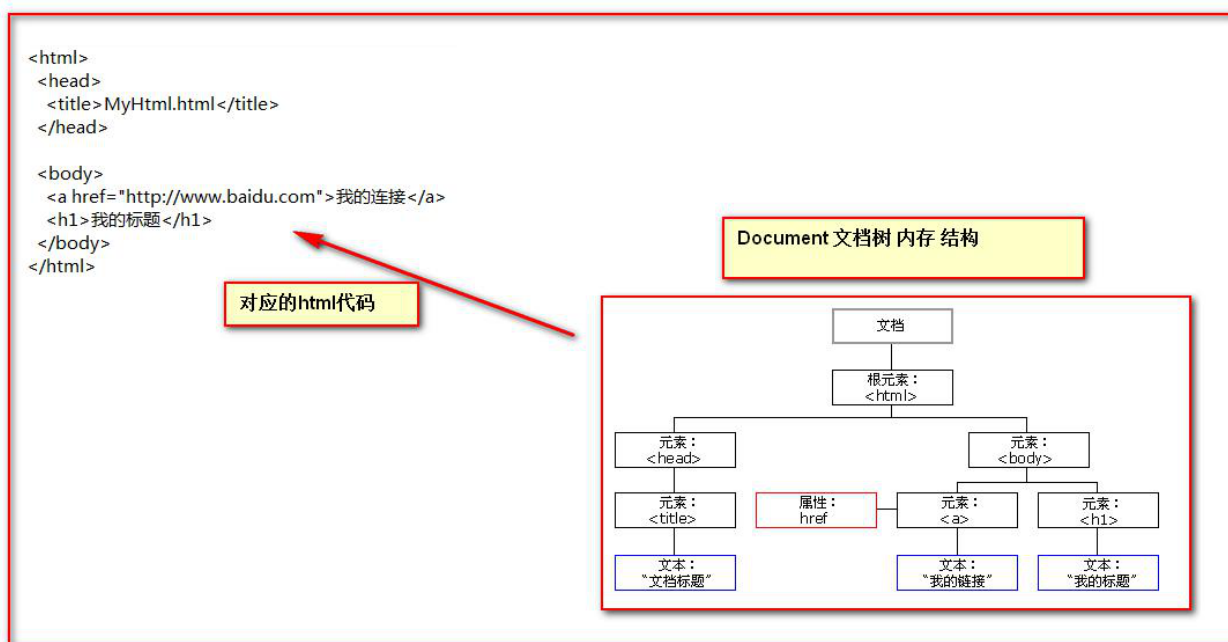 <html>
<head>
<title>MyHtml.html</title>
</head>
<body>
<a href="http://www.baidu.com">我的连接</a>
<h1>我的标题</h1>
</body>
</html>
对应的html代码
Document 文档树 内存 结构
文档
根元素：
<html>
元素：
<head>
元素：
<body>
元素：
<title>
属性：
href
元素：
<a>
元素：
<h1>
文本：
“文档标题”
文本：
“我的链接”
文本：
“我的标题”